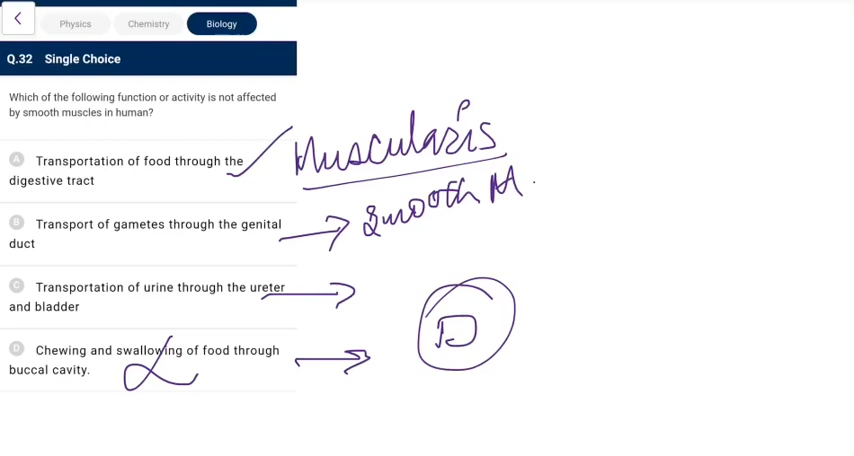 Physics Chemistry Biology
Q.32 Single Choice
Which of the following function or activity is not affected
by smooth muscles in human?
A Transportation of food through the
digestive tract
B Transport of gametes through the genital
duct
C Transportation of urine through the ureter
and bladder
D Chewing and swallowing of food through
buccal cavity.
Muscularis
Smooth M.
D